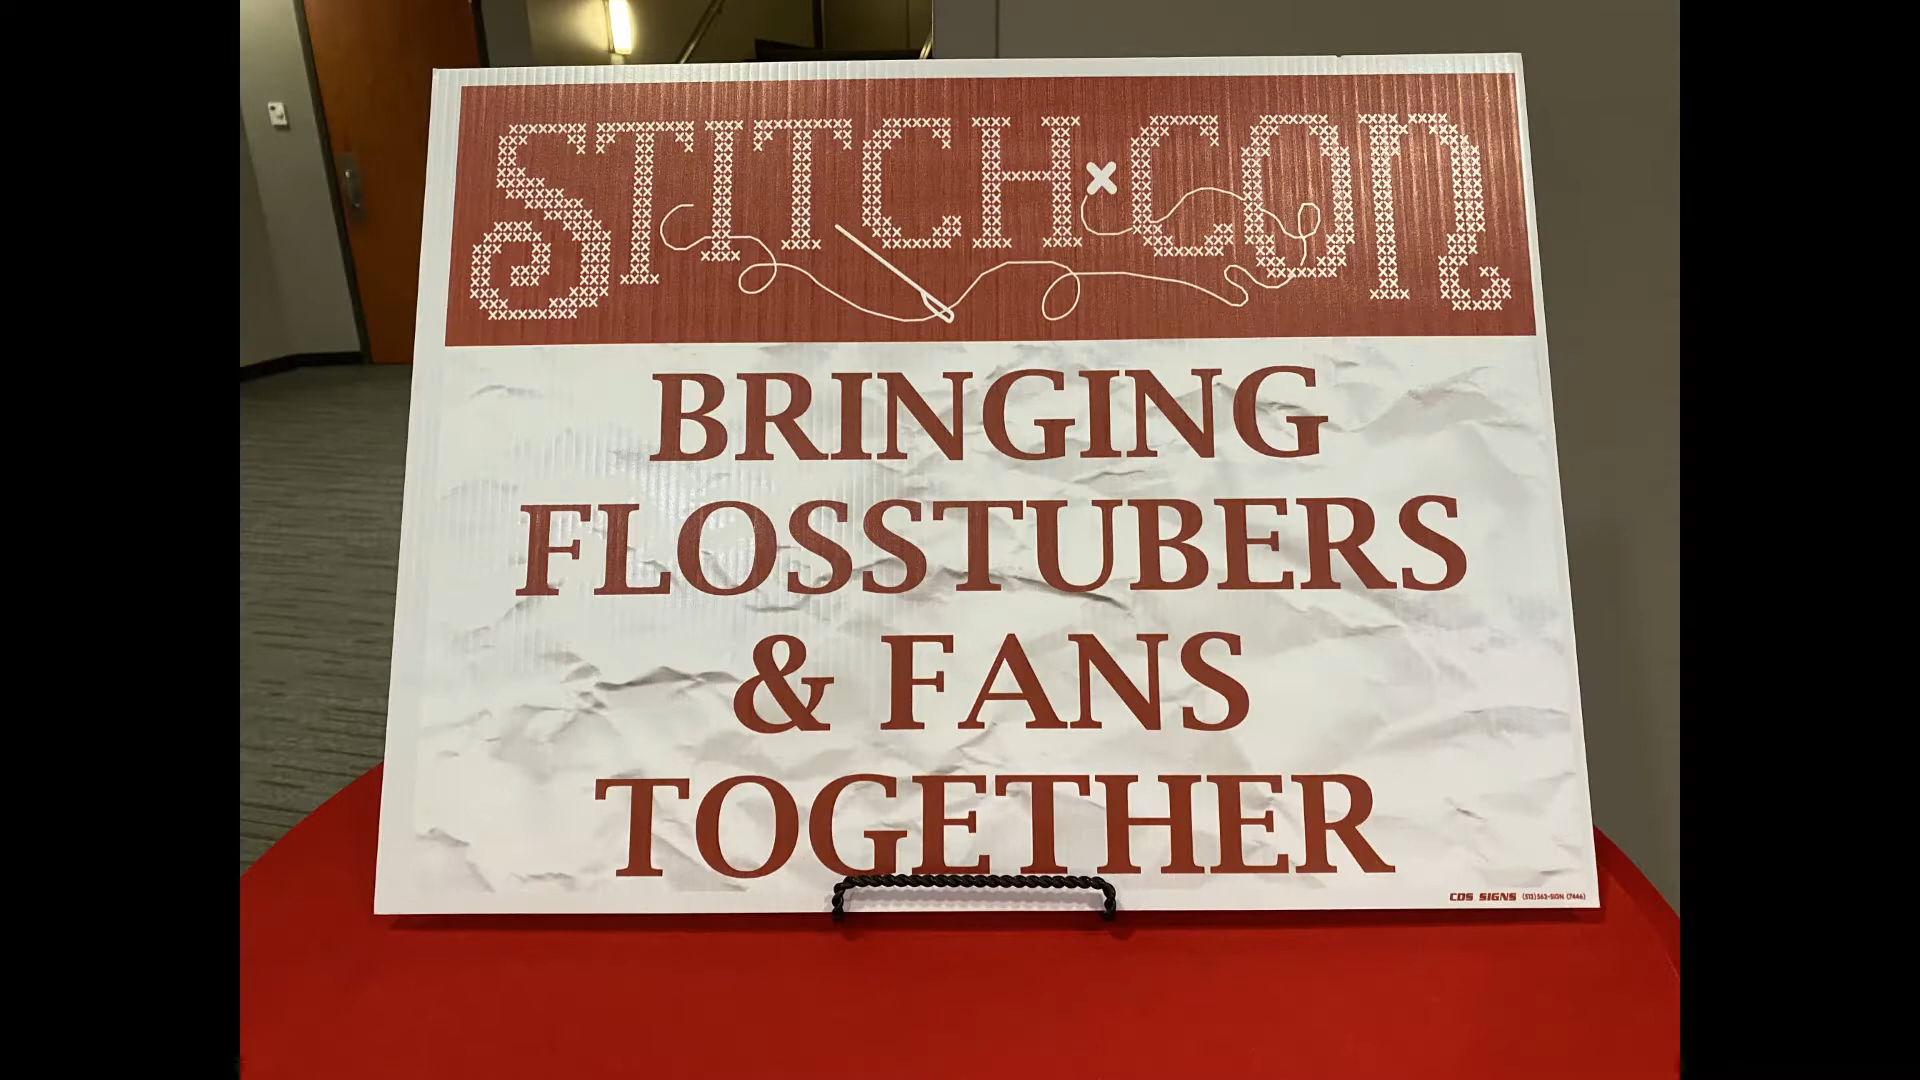 STITCH×CON
BRINGING
FLOSSTUBERS
& FANS
TOGETHER
CDS SIGNS (513) 563-SIGN (7446)